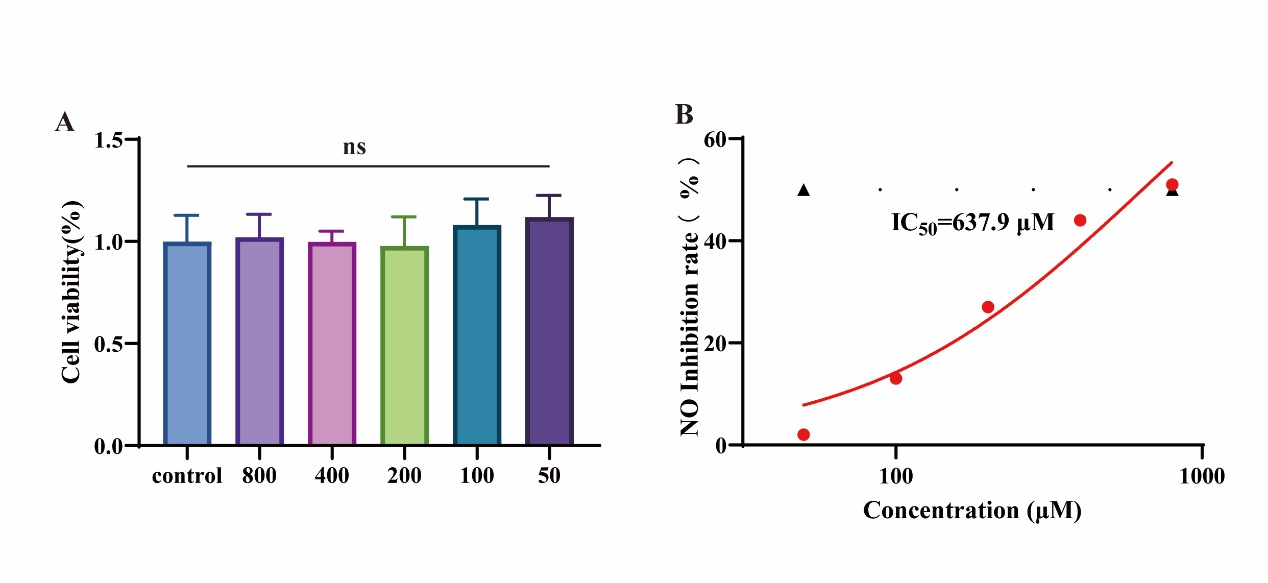 A
1.5
1.0
0.5
0.0
Cell viability(%)
ns
control 800 400 200 100 50
B
60
40
20
0
NO Inhibition rate（ %）
IC50=637.9 μM
100 1000
Concentration (μM)